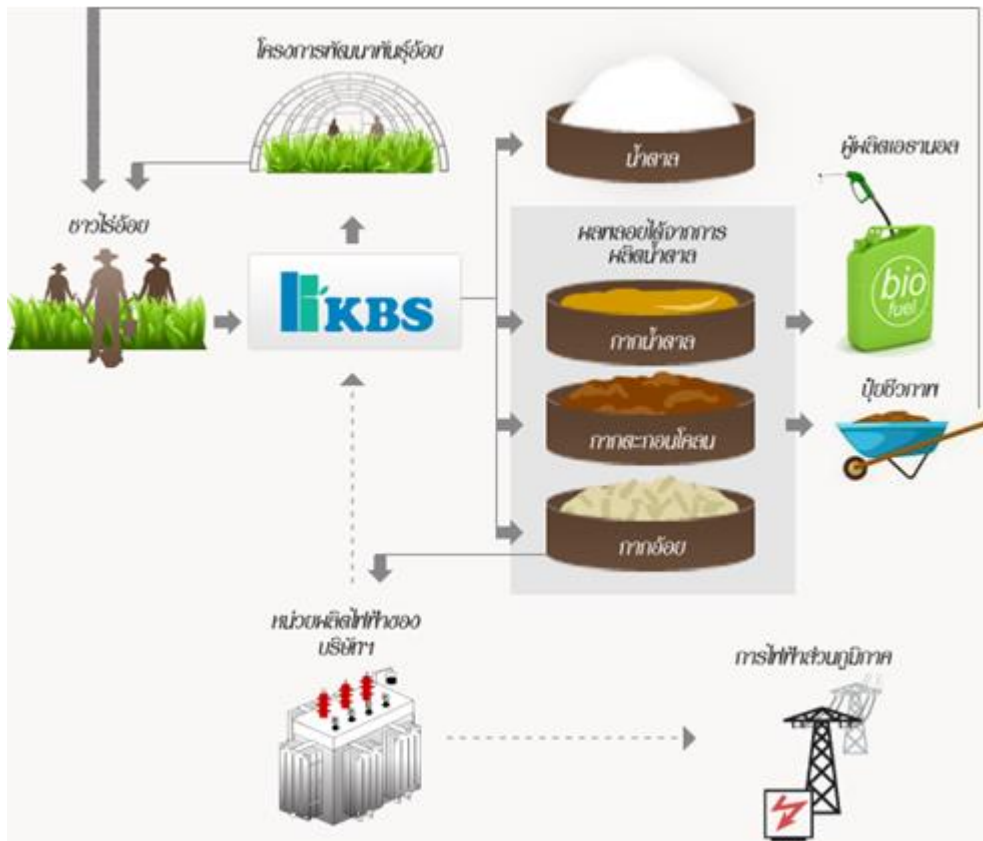 โครงการพัฒนาพันธุ์อ้อย
น้ำตาล
ผู้ผลิตเอธานอล
ชาวไร่อ้อย
ผลพลอยได้จากการ
ผลิตน้ำตาล
KBS
bio
fuel
กากน้ำตาล
ปุ๋ยชีวภาพ
กากตะกอนโคลน
กากอ้อย
หน่วยผลิตไฟฟ้าของ
บริษัทฯ
การไฟฟ้าส่วนภูมิภาค